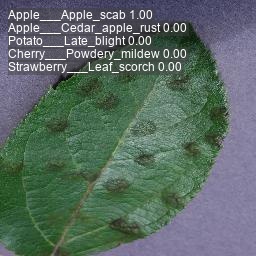 Apple___Apple_scab 1.00
Apple___Cedar_apple_rust 0.00
Potato___Late_blight 0.00
Cherry___Powdery_mildew 0.00
Strawberry___Leaf_scorch 0.00